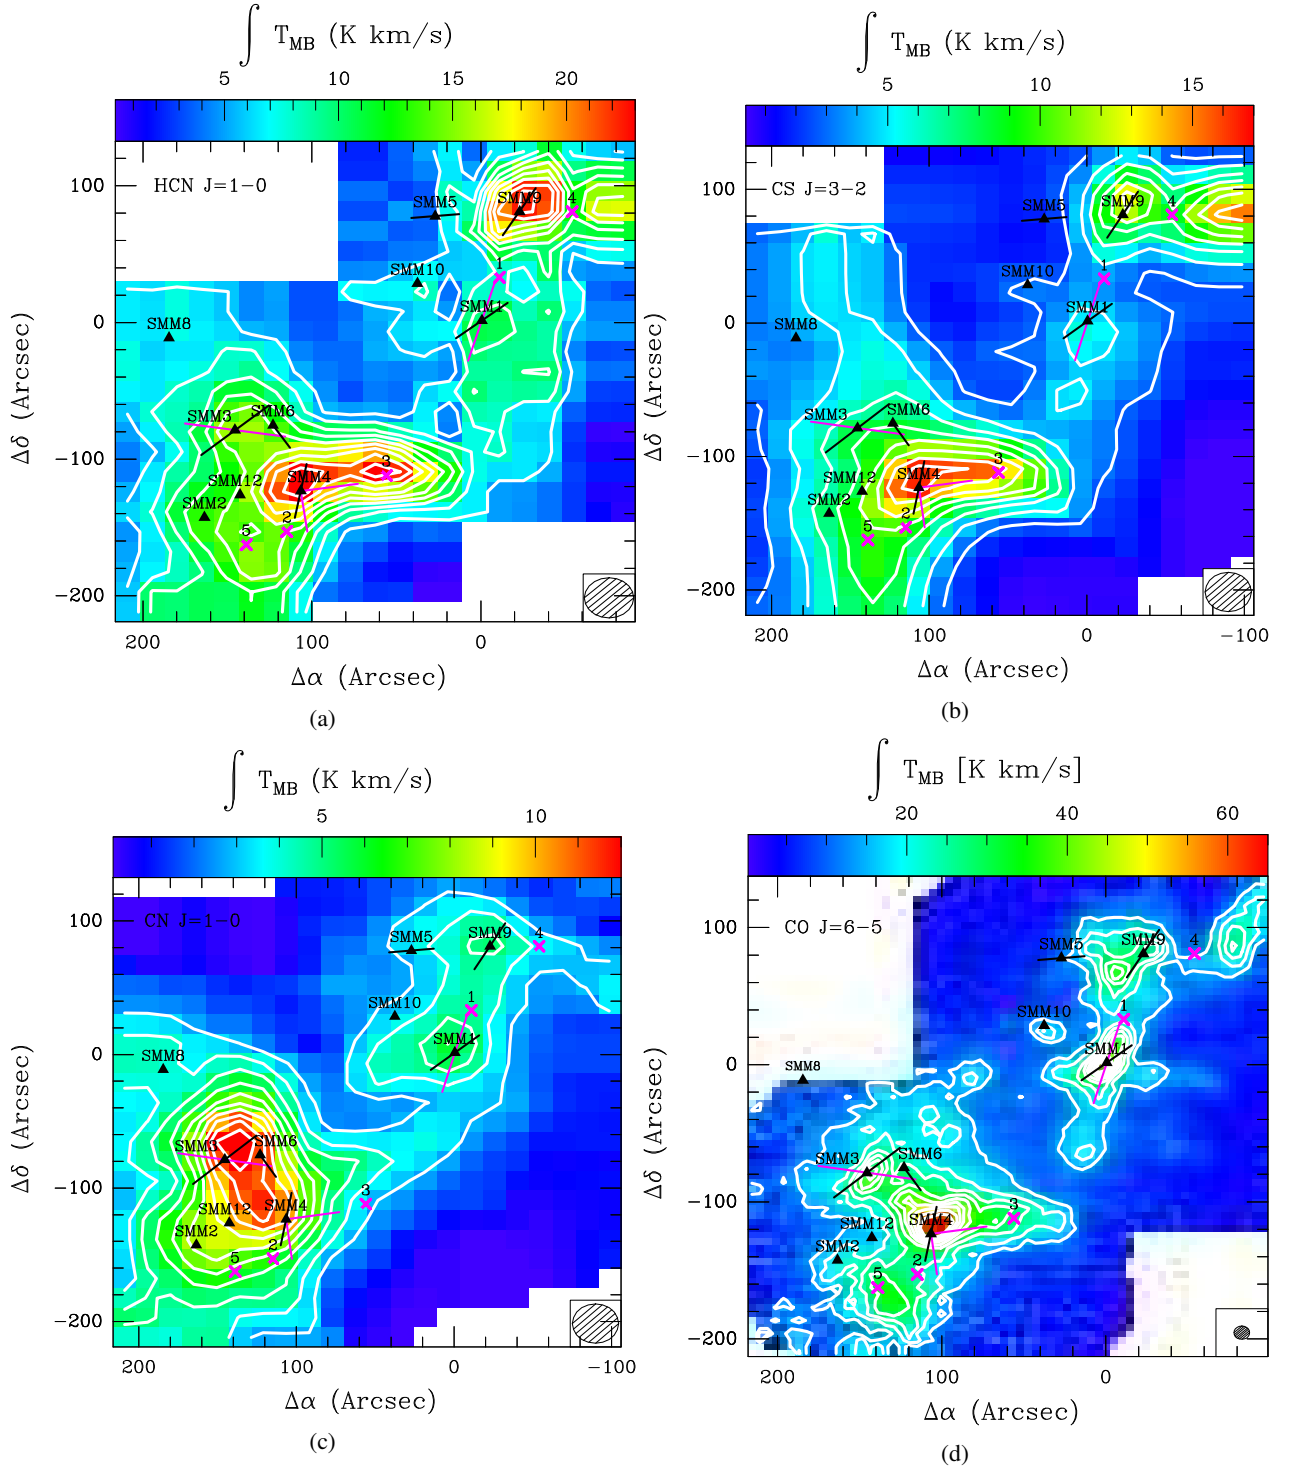 ∫ T_MB (K km/s)
5 10 15 20
HCN J=1−0
SMM5
SMM9
4
SMM10
1
SMM1
SMM8
SMM3
SMM6
SMM12
SMM4
3
SMM2
2
5
100
0
−100
−200
Δδ (Arcsec)
200 100 0
Δα (Arcsec)
(a)
∫ T_MB (K km/s)
5 10 15
CS J=3−2
SMM5
SMM9
4
SMM10
1
SMM1
SMM8
SMM3
SMM6
SMM12
SMM4
3
SMM2
2
5
100
0
−100
−200
Δδ (Arcsec)
200 100 0 −100
Δα (Arcsec)
(b)
∫ T_MB (K km/s)
5 10
CN J=1−0
SMM5
SMM9
4
SMM10
1
SMM1
SMM8
SMM3
SMM6
SMM12
SMM4
3
SMM2
2
5
100
0
−100
−200
Δδ (Arcsec)
200 100 0 −100
Δα (Arcsec)
(c)
∫ T_MB [K km/s]
20 40 60
CO J=6−5
SMM5
SMM9
4
SMM10
1
SMM1
SMM8
SMM3
SMM6
SMM12
SMM4
3
SMM2
2
5
100
0
−100
−200
Δδ (Arcsec)
200 100 0
Δα (Arcsec)
(d)